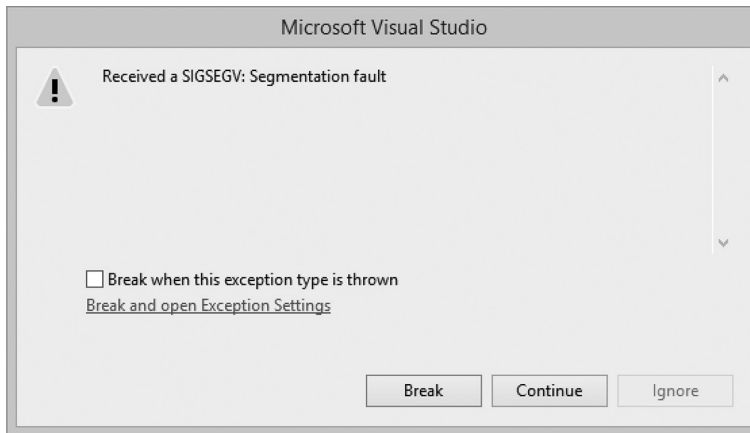 Microsoft Visual Studio
Received a SIGSEGV: Segmentation fault
Break when this exception type is thrown
Break and open Exception Settings
Break Continue Ignore